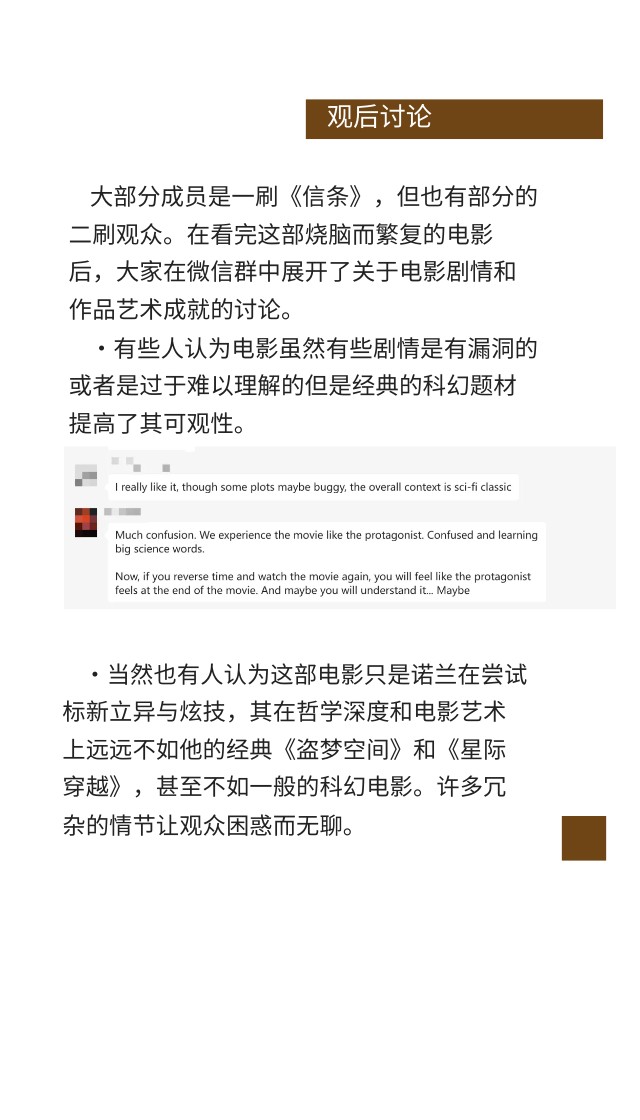 观后讨论
大部分成员是一刷《信条》，但也有部分的
二刷观众。在看完这部烧脑而繁复的电影
后，大家在微信群中展开了关于电影剧情和
作品艺术成就的讨论。
・有些人认为电影虽然有些剧情是有漏洞的
或者是过于难以理解的但是经典的科幻题材
提高了其可观性。
I really like it, though some plots maybe buggy, the overall context is sci-fi classic
Much confusion. We experience the movie like the protagonist. Confused and learning
big science words.
Now, if you reverse time and watch the movie again, you will feel like the protagonist
feels at the end of the movie. And maybe you will understand it... Maybe
・当然也有人认为这部电影只是诺兰在尝试
标新立异与炫技，其在哲学深度和电影艺术
上远远不如他的经典《盗梦空间》和《星际
穿越》，甚至不如一般的科幻电影。许多冗
杂的情节让观众困惑而无聊。